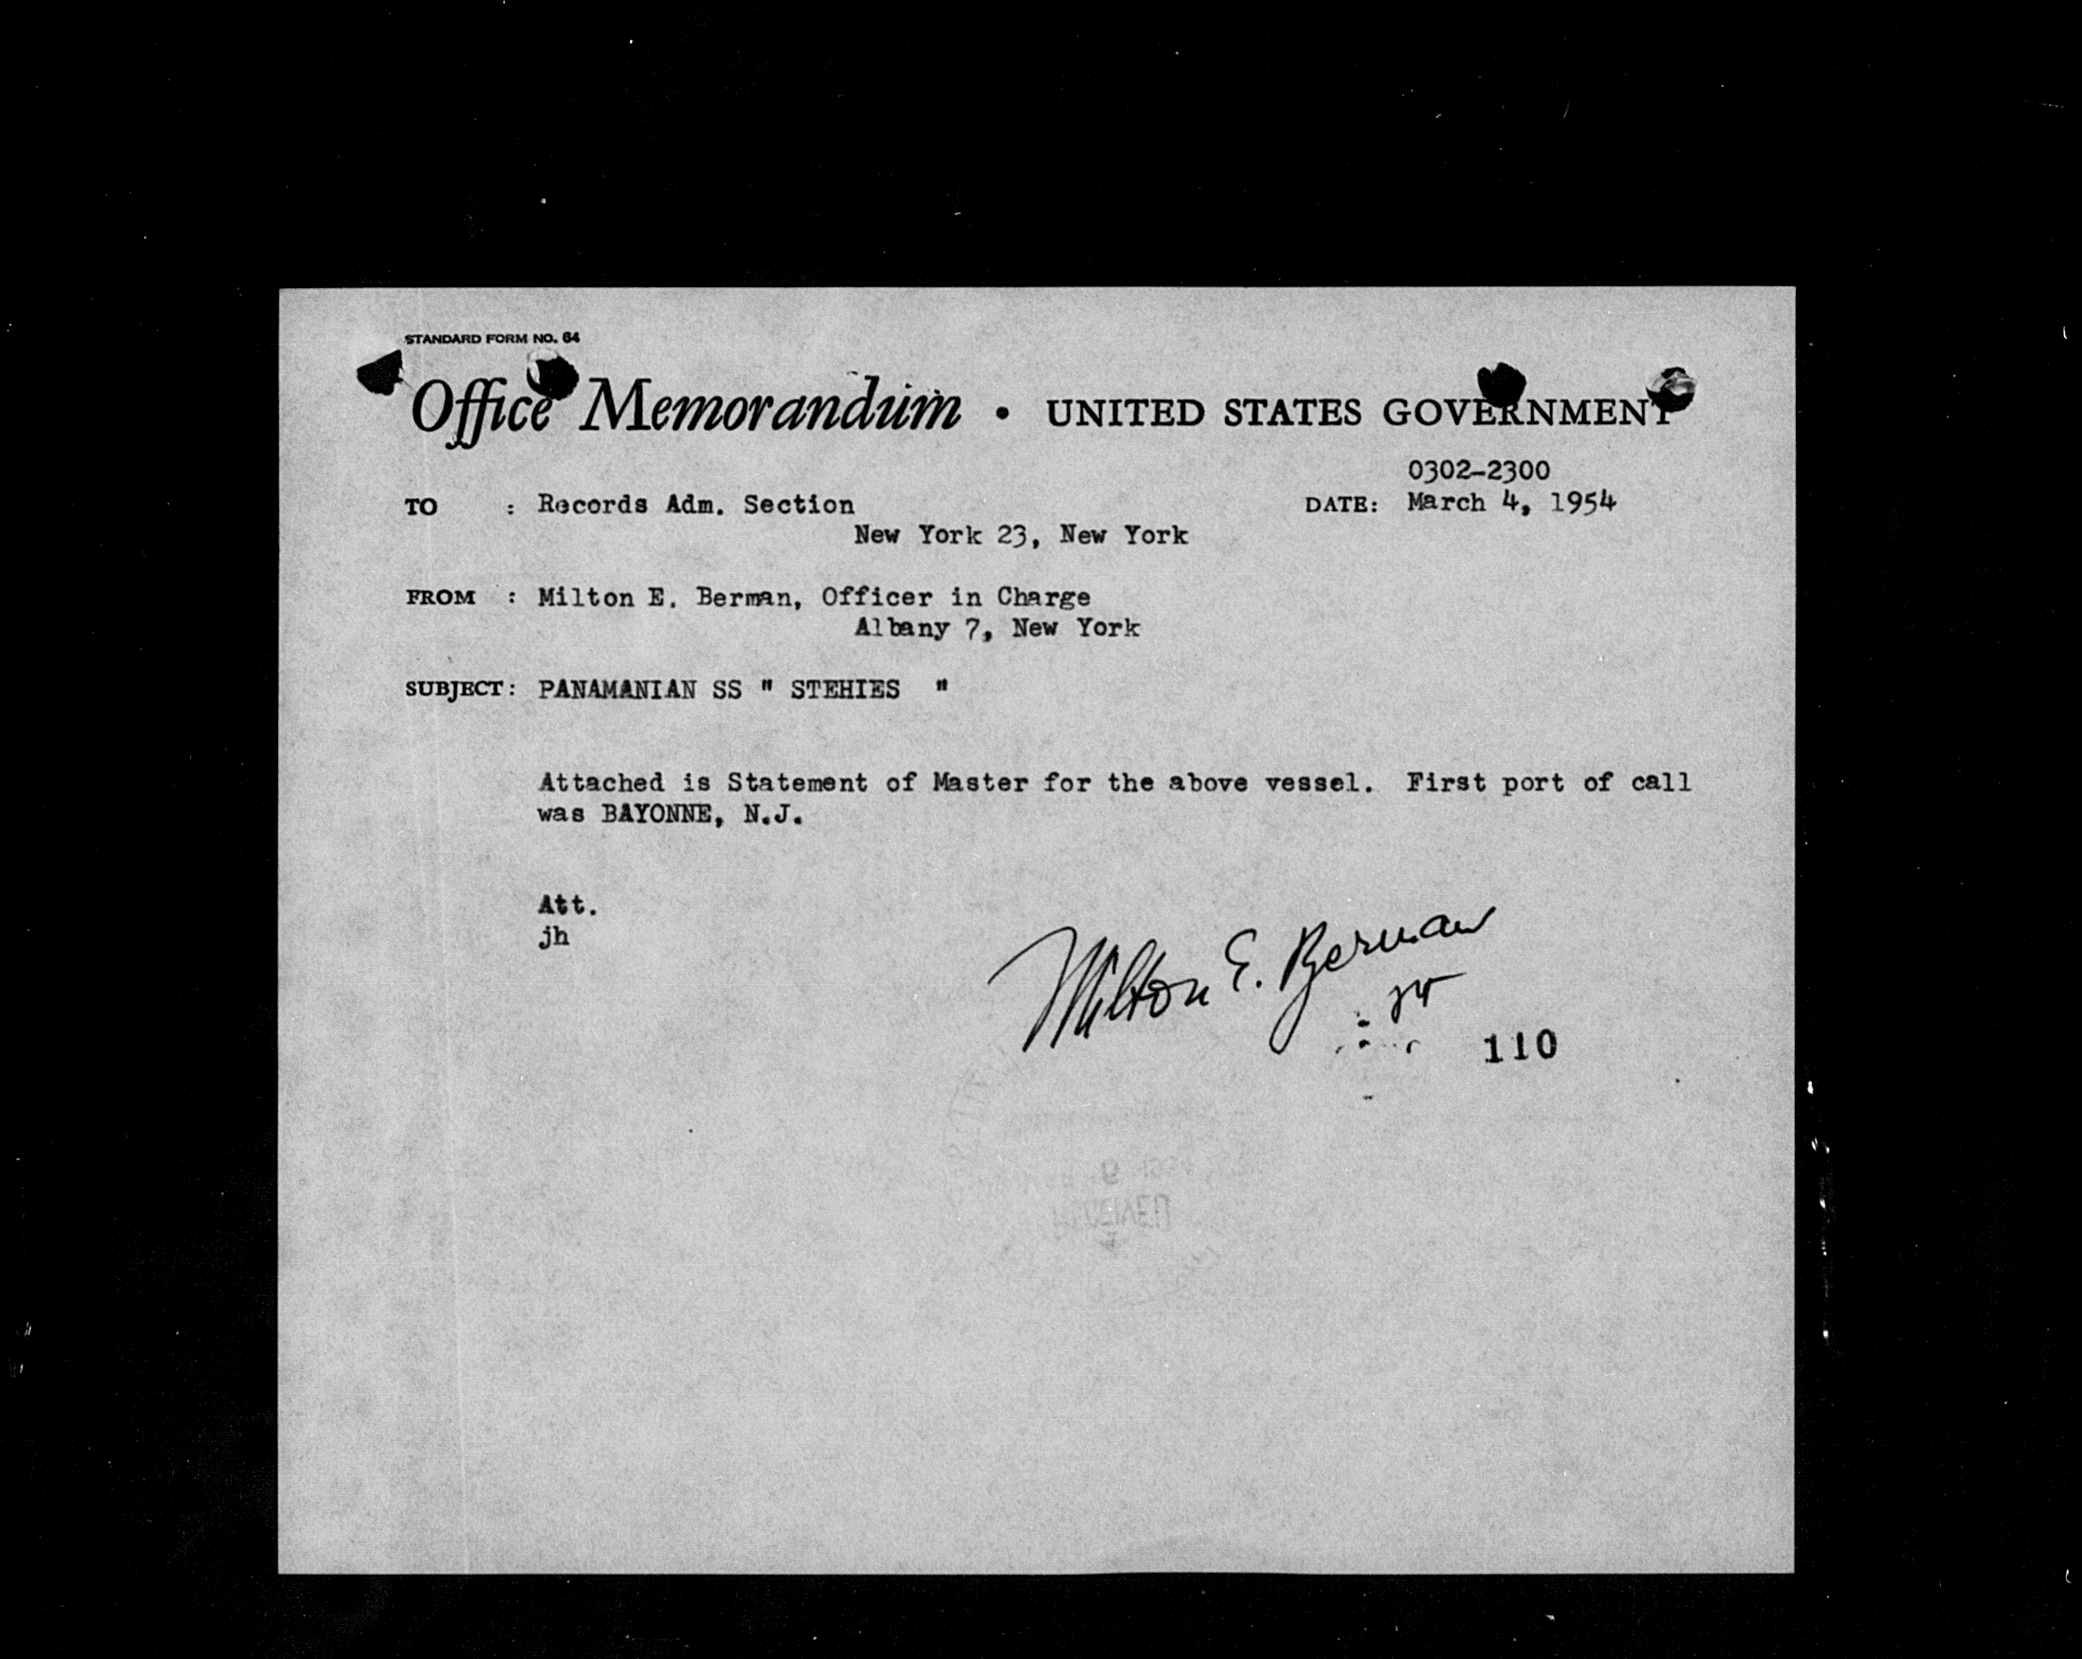 STANDARD FORM NO. 64
Office Memorandum • UNITED STATES GOVERNMENT
0302-2300
TO : Records Adm. Section DATE: March 4, 1954
New York 23, New York
FROM : Milton E. Berman, Officer in Charge
Albany 7, New York
SUBJECT: PANAMANIAN SS " STEHIES "
Attached is Statement of Master for the above vessel. First port of call
was BAYONNE, N.J.
Att.
jh
Milton E. Berman
110
RECEIVED